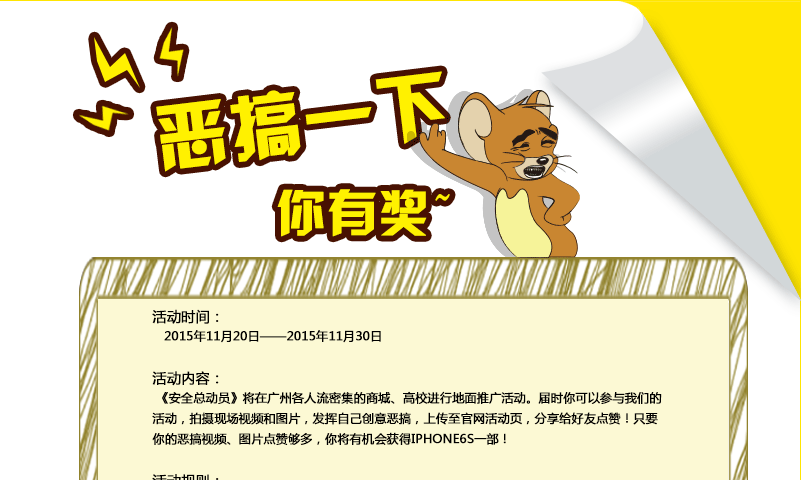 恶搞一下
你有奖~
活动时间：
2015年11月20日——2015年11月30日
活动内容：
《安全总动员》将在广州各人流密集的商城、高校进行地面推广活动。届时你可以参与我们的
活动，拍摄现场视频和图片，发挥自己创意恶搞，上传至官网活动页，分享给好友点赞！只要
你的恶搞视频、图片点赞够多，你将有机会获得IPHONE6S一部！
活动规则：